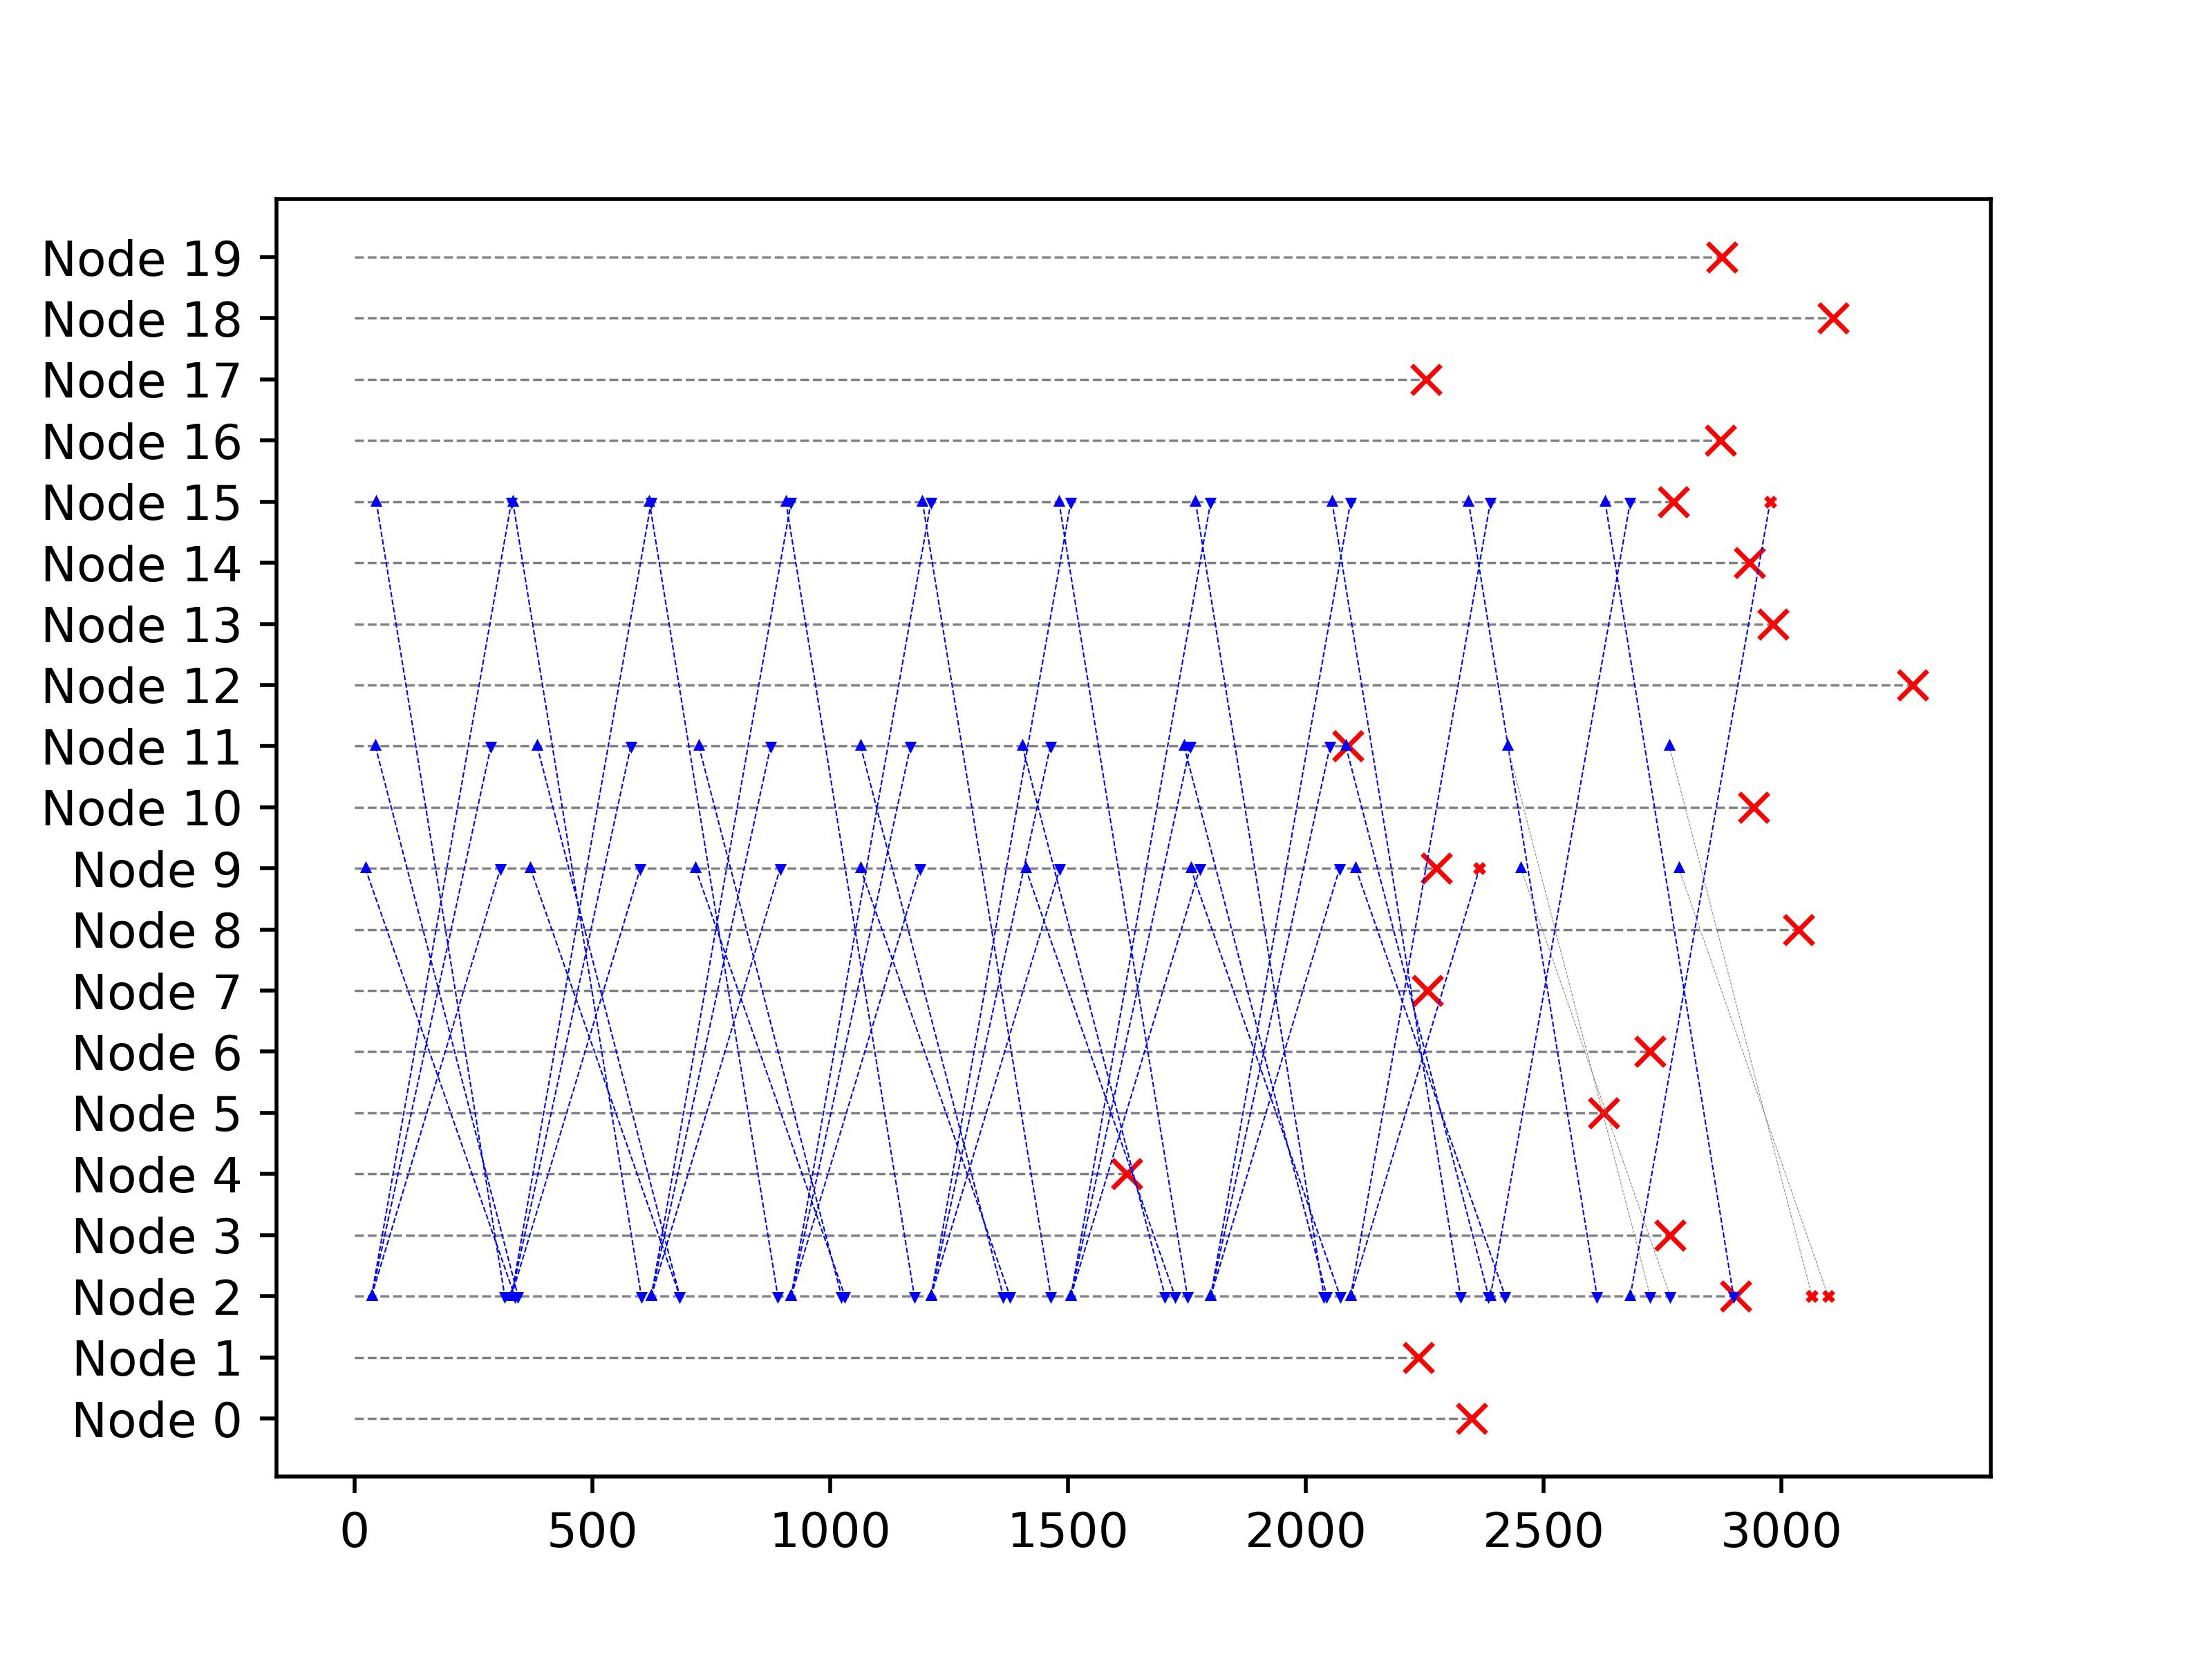 Node 19
Node 18
Node 17
Node 16
Node 15
Node 14
Node 13
Node 12
Node 11
Node 10
Node 9
Node 8
Node 7
Node 6
Node 5
Node 4
Node 3
Node 2
Node 1
Node 0
0 500 1000 1500 2000 2500 3000